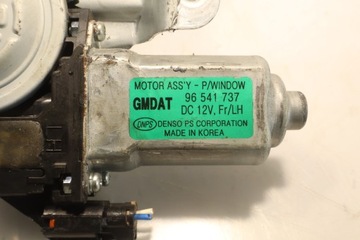 MOTOR ASS'Y - P/WINDOW
GMDAT 96 541 737
DC 12V, Fr/LH
DNPS DENSO PS CORPORATION
MADE IN KOREA